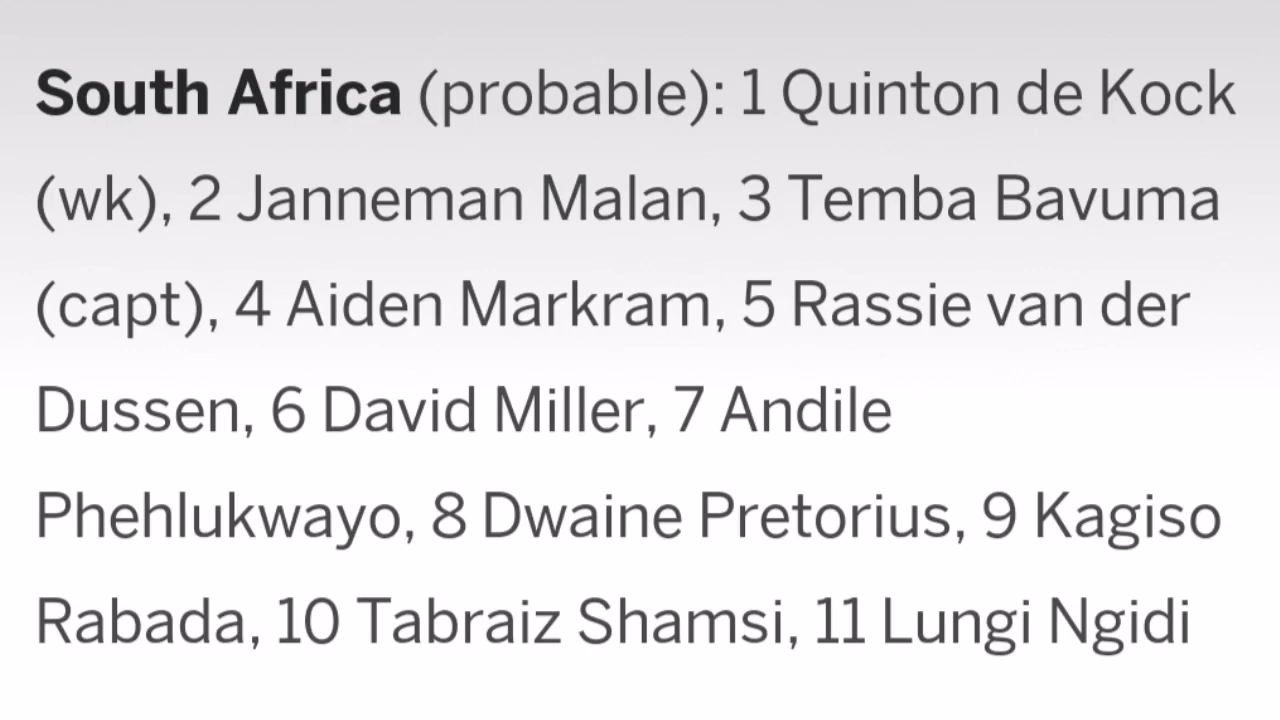 South Africa (probable): 1 Quinton de Kock
(wk), 2 Janneman Malan, 3 Temba Bavuma
(capt), 4 Aiden Markram, 5 Rassie van der
Dussen, 6 David Miller, 7 Andile
Phehlukwayo, 8 Dwaine Pretorius, 9 Kagiso
Rabada, 10 Tabraiz Shamsi, 11 Lungi Ngidi